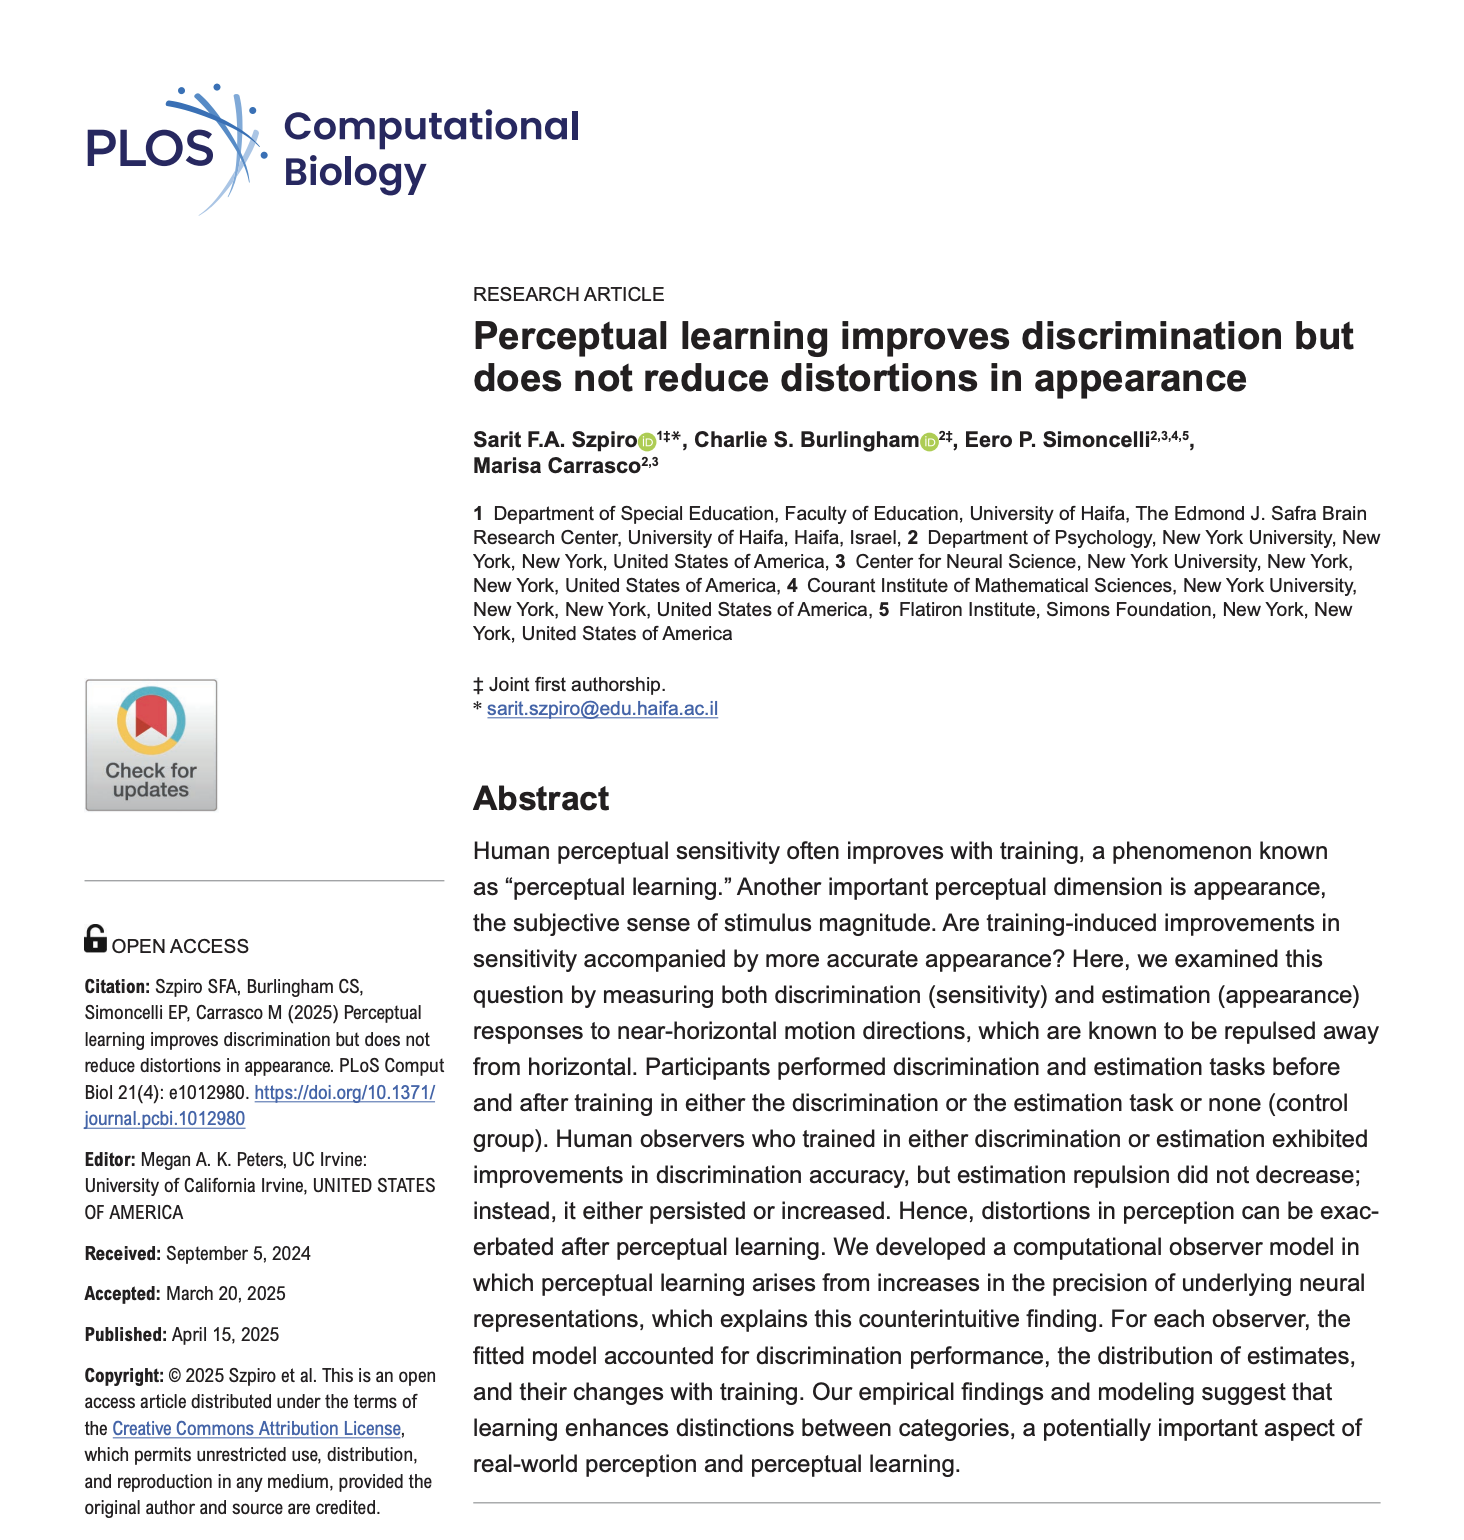 PLOS
Computational
Biology
RESEARCH ARTICLE
Perceptual learning improves discrimination but
does not reduce distortions in appearance
Sarit F.A. Szpiro iD 1‡*, Charlie S. Burlingham iD 2‡, Eero P. Simoncelli2,3,4,5,
Marisa Carrasco2,3
1 Department of Special Education, Faculty of Education, University of Haifa, The Edmond J. Safra Brain
Research Center, University of Haifa, Haifa, Israel, 2 Department of Psychology, New York University, New
York, New York, United States of America, 3 Center for Neural Science, New York University, New York,
New York, United States of America, 4 Courant Institute of Mathematical Sciences, New York University,
New York, New York, United States of America, 5 Flatiron Institute, Simons Foundation, New York, New
York, United States of America
‡ Joint first authorship.
* sarit.szpiro@edu.haifa.ac.il
Check for
updates
OPEN ACCESS
Citation: Szpiro SFA, Burlingham CS,
Simoncelli EP, Carrasco M (2025) Perceptual
learning improves discrimination but does not
reduce distortions in appearance. PLoS Comput
Biol 21(4): e1012980. https://doi.org/10.1371/
journal.pcbi.1012980
Editor: Megan A. K. Peters, UC Irvine:
University of California Irvine, UNITED STATES
OF AMERICA
Received: September 5, 2024
Accepted: March 20, 2025
Published: April 15, 2025
Copyright: © 2025 Szpiro et al. This is an open
access article distributed under the terms of
the Creative Commons Attribution License,
which permits unrestricted use, distribution,
and reproduction in any medium, provided the
original author and source are credited.
Abstract
Human perceptual sensitivity often improves with training, a phenomenon known
as “perceptual learning.” Another important perceptual dimension is appearance,
the subjective sense of stimulus magnitude. Are training-induced improvements in
sensitivity accompanied by more accurate appearance? Here, we examined this
question by measuring both discrimination (sensitivity) and estimation (appearance)
responses to near-horizontal motion directions, which are known to be repulsed away
from horizontal. Participants performed discrimination and estimation tasks before
and after training in either the discrimination or the estimation task or none (control
group). Human observers who trained in either discrimination or estimation exhibited
improvements in discrimination accuracy, but estimation repulsion did not decrease;
instead, it either persisted or increased. Hence, distortions in perception can be exac-
erbated after perceptual learning. We developed a computational observer model in
which perceptual learning arises from increases in the precision of underlying neural
representations, which explains this counterintuitive finding. For each observer, the
fitted model accounted for discrimination performance, the distribution of estimates,
and their changes with training. Our empirical findings and modeling suggest that
learning enhances distinctions between categories, a potentially important aspect of
real-world perception and perceptual learning.